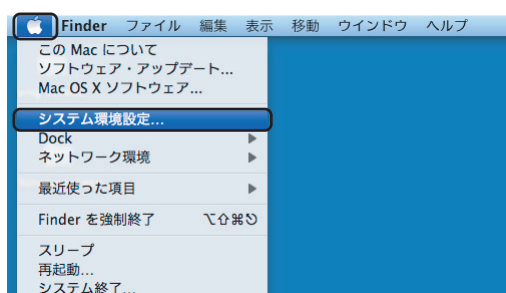 Finder ファイル 編集 表示 移動 ウインドウ ヘルプ
この Mac について
ソフトウェア・アップデート...
Mac OS X ソフトウェア...
システム環境設定...
Dock
ネットワーク環境
最近使った項目
Finder を強制終了 ⌥⇧⌘⎋
スリープ
再起動...
システム終了...